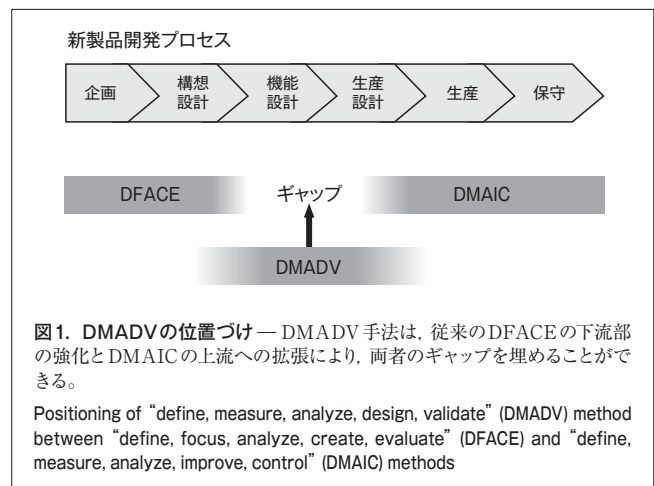 新製品開発プロセス
企画
構想
設計
機能
設計
生産
設計
生産
保守
DFACE
ギャップ
DMAIC
DMADV
図1. DMADVの位置づけ — DMADV手法は，従来のDFACEの下流部
の強化とDMAICの上流への拡張により，両者のギャップを埋めることがで
きる。
Positioning of “define, measure, analyze, design, validate” (DMADV) method
between “define, focus, analyze, create, evaluate” (DFACE) and “define,
measure, analyze, improve, control” (DMAIC) methods